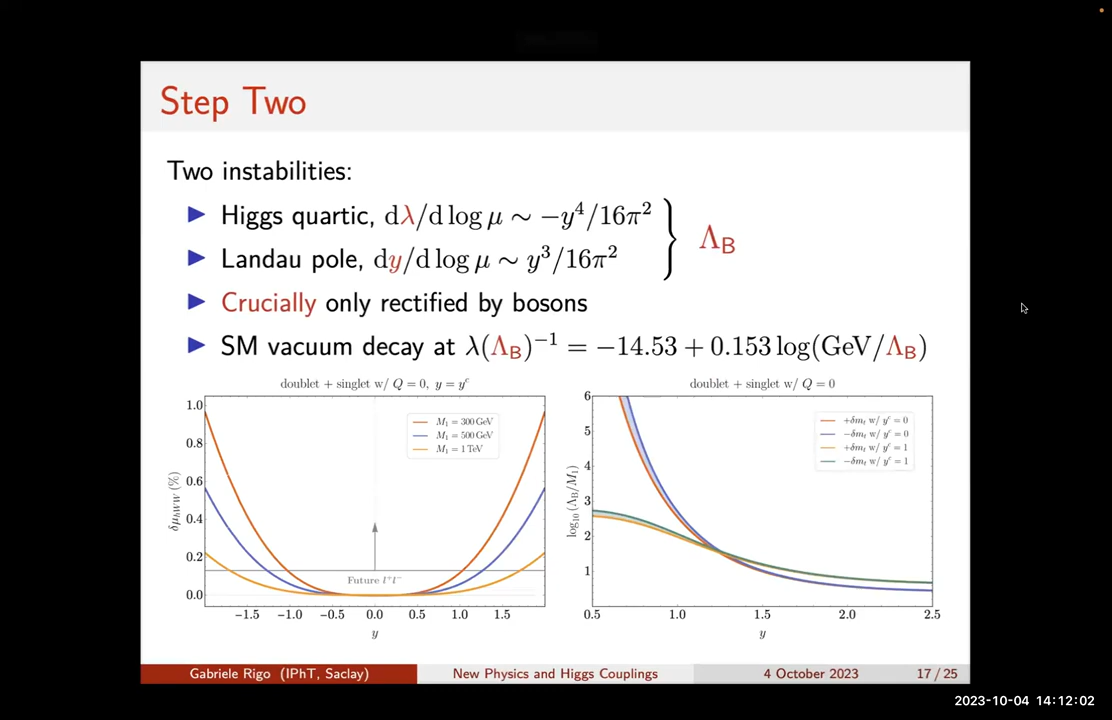 Step Two
Two instabilities:
▶ Higgs quartic, dλ/d log μ ∼ −y⁴/16π²
▶ Landau pole, dy/d log μ ∼ y³/16π²
Λ_B
▶ Crucially only rectified by bosons
▶ SM vacuum decay at λ(Λ_B)⁻¹ = −14.53 + 0.153 log(GeV/Λ_B)
doublet + singlet w/ Q = 0, y = yᶜ
1.0
0.8
0.6
0.4
0.2
0.0
δμ_hWW (%)
M₁ = 300 GeV
M₁ = 500 GeV
M₁ = 1 TeV
Future l⁺l⁻
−1.5 −1.0 −0.5 0.0 0.5 1.0 1.5
y
doublet + singlet w/ Q = 0
6
5
4
3
2
1
log₁₀(Λ_B/M₁)
+δm_t w/ yᶜ = 0
−δm_t w/ yᶜ = 0
+δm_t w/ yᶜ = 1
−δm_t w/ yᶜ = 1
0.5 1.0 1.5 2.0 2.5
y
Gabriele Rigo (IPhT, Saclay) New Physics and Higgs Couplings 4 October 2023 17 / 25
2023-10-04 14:12:02